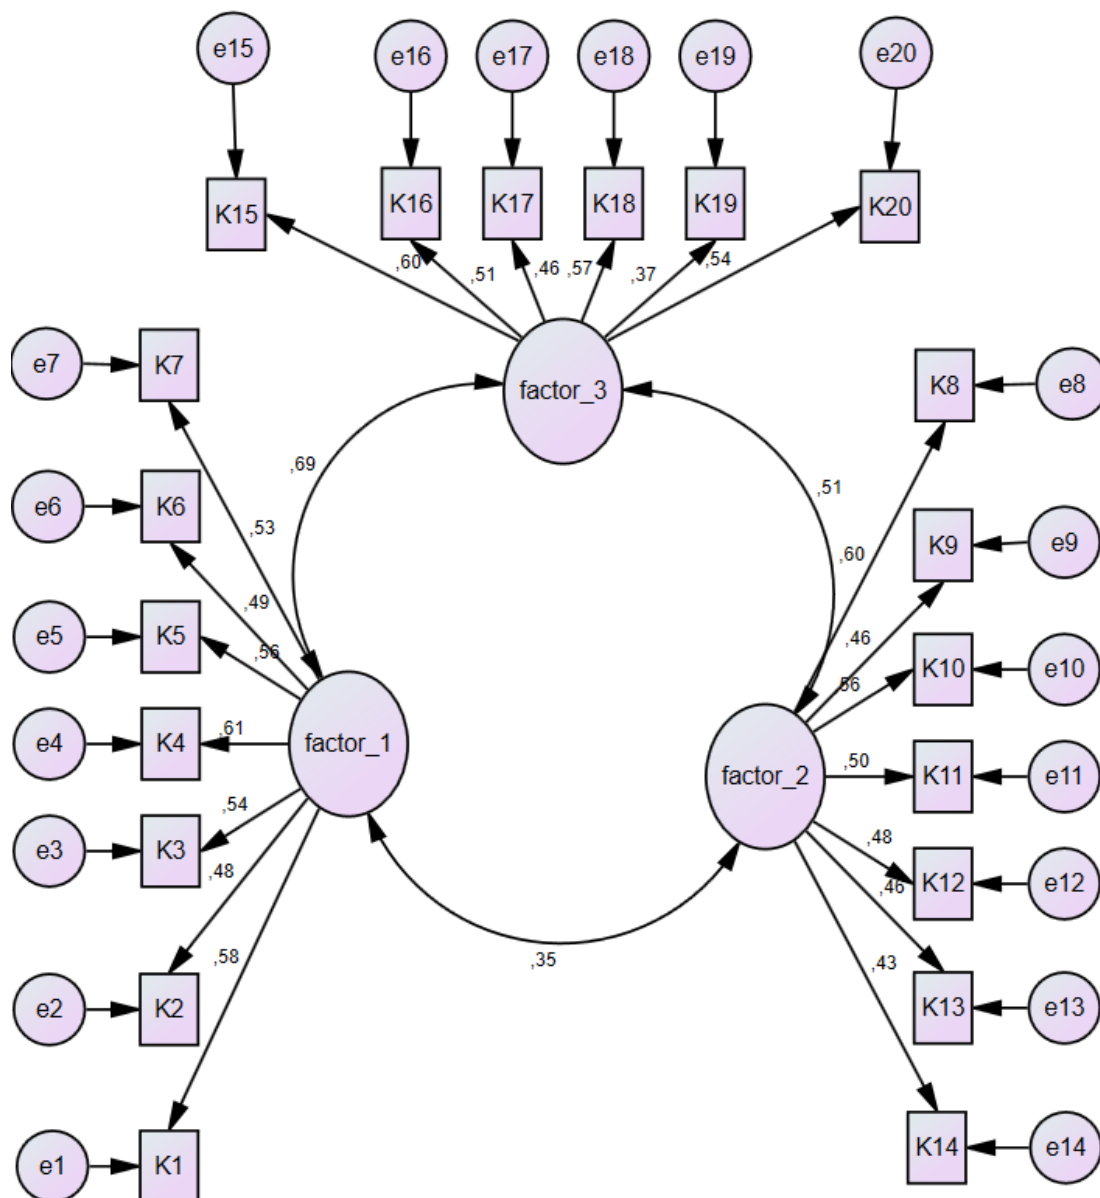 e15
e16
e17
e18
e19
e20
K15
K16
K17
K18
K19
K20
,60
,51
,46
,57
,37
,54
factor_3
e7
K7
K8
e8
,69
,51
e6
K6
,53
,60
K9
e9
e5
K5
,49
,56
,46
K10
e10
,56
e4
K4
,61
factor_1
factor_2
,50
K11
e11
e3
K3
,54
,48
,48
K12
e12
,46
e2
K2
,58
,35
,43
K13
e13
e1
K1
K14
e14